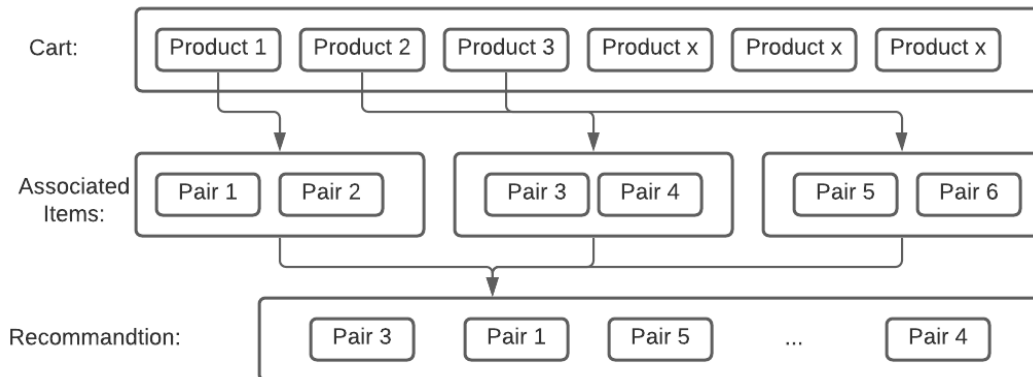 Cart: Product 1 Product 2 Product 3 Product x Product x Product x
Associated
Items:
Pair 1 Pair 2 Pair 3 Pair 4 Pair 5 Pair 6
Recommandtion: Pair 3 Pair 1 Pair 5 ... Pair 4